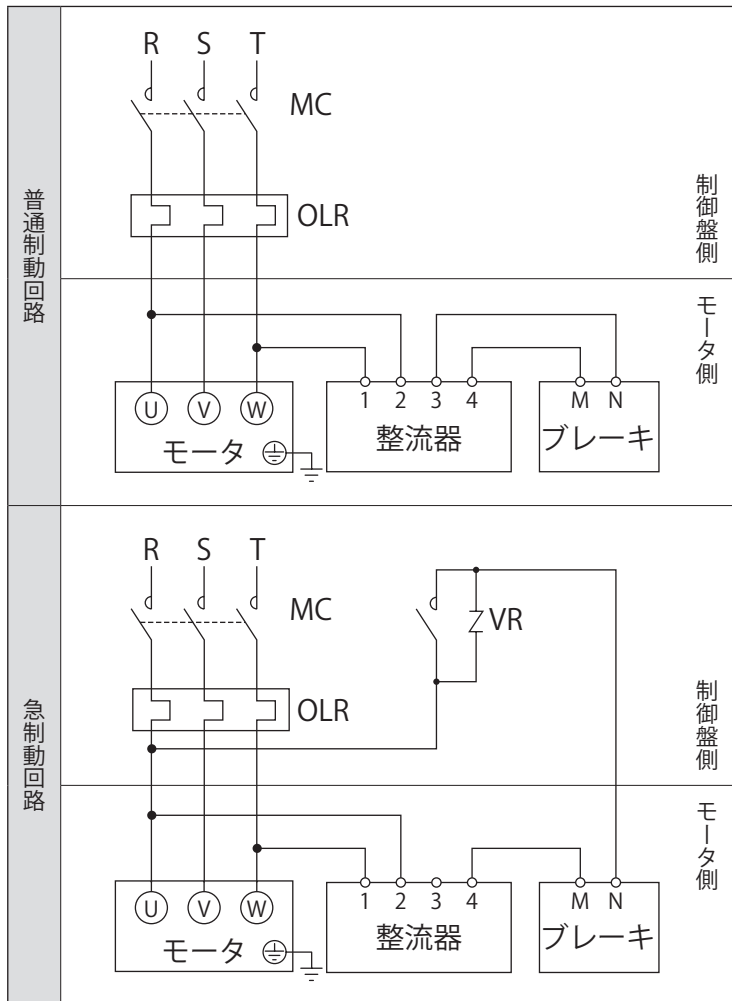 普通制動回路
R S T
MC
OLR
制御盤側
モータ側
U V W
モータ
1 2 3 4
整流器
M N
ブレーキ
急制動回路
R S T
MC
VR
OLR
制御盤側
モータ側
U V W
モータ
1 2 3 4
整流器
M N
ブレーキ